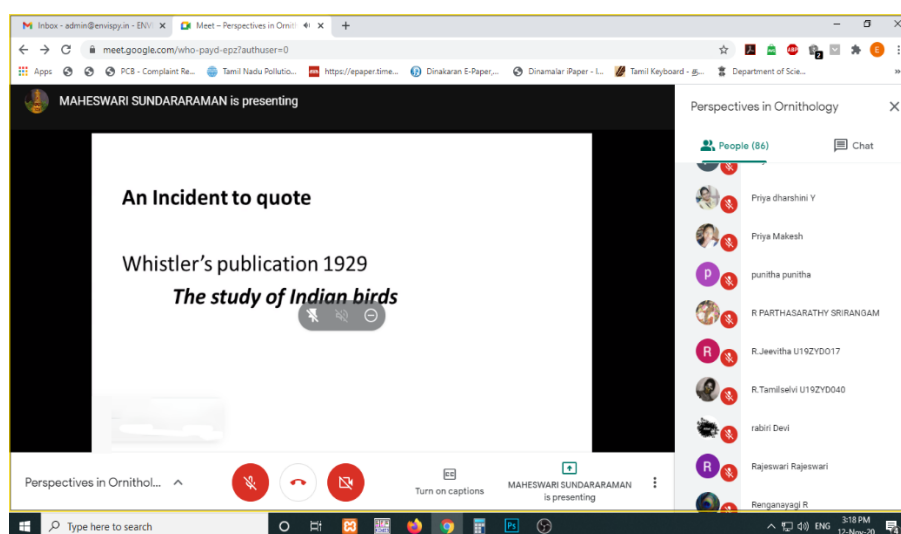 Inbox - admin@envispy.in - ENVI
Meet – Perspectives in Ornith
meet.google.com/who-payd-epz?authuser=0
Apps
PCB - Complaint Re...
Tamil Nadu Pollutio...
https://epaper.time...
Dinakaran E-Paper,...
Dinamalar iPaper - I...
Tamil Keyboard - த...
Department of Scie...
MAHESWARI SUNDARARAMAN is presenting
An Incident to quote
Whistler's publication 1929
The study of Indian birds
Perspectives in Ornithology
People (86)
Chat
Priya dharshini Y
Priya Makesh
P
punitha punitha
R PARTHASARATHY SRIRANGAM
R
R.Jeevitha U19ZYDO17
R.Tamilselvi U19ZYD040
rabiri Devi
R
Rajeswari Rajeswari
Renganayagi R
Perspectives in Ornithol...
CC
Turn on captions
MAHESWARI SUNDARARAMAN
is presenting
Type here to search
Ps
ENG
3:18 PM
12-Nov-20